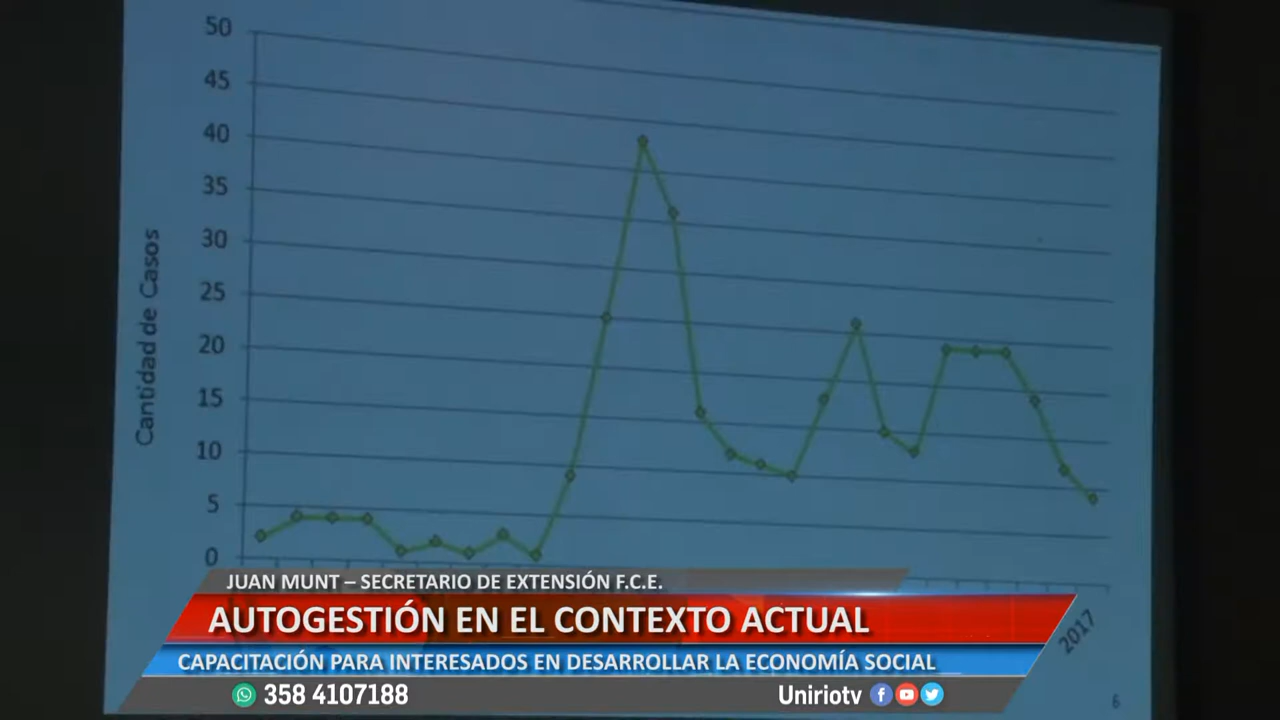 50
45
40
35
30
25
20
15
10
5
0
Cantidad de Casos
2017
6
JUAN MUNT – SECRETARIO DE EXTENSIÓN F.C.E.
AUTOGESTIÓN EN EL CONTEXTO ACTUAL
CAPACITACIÓN PARA INTERESADOS EN DESARROLLAR LA ECONOMÍA SOCIAL
358 4107188
Uniriotv